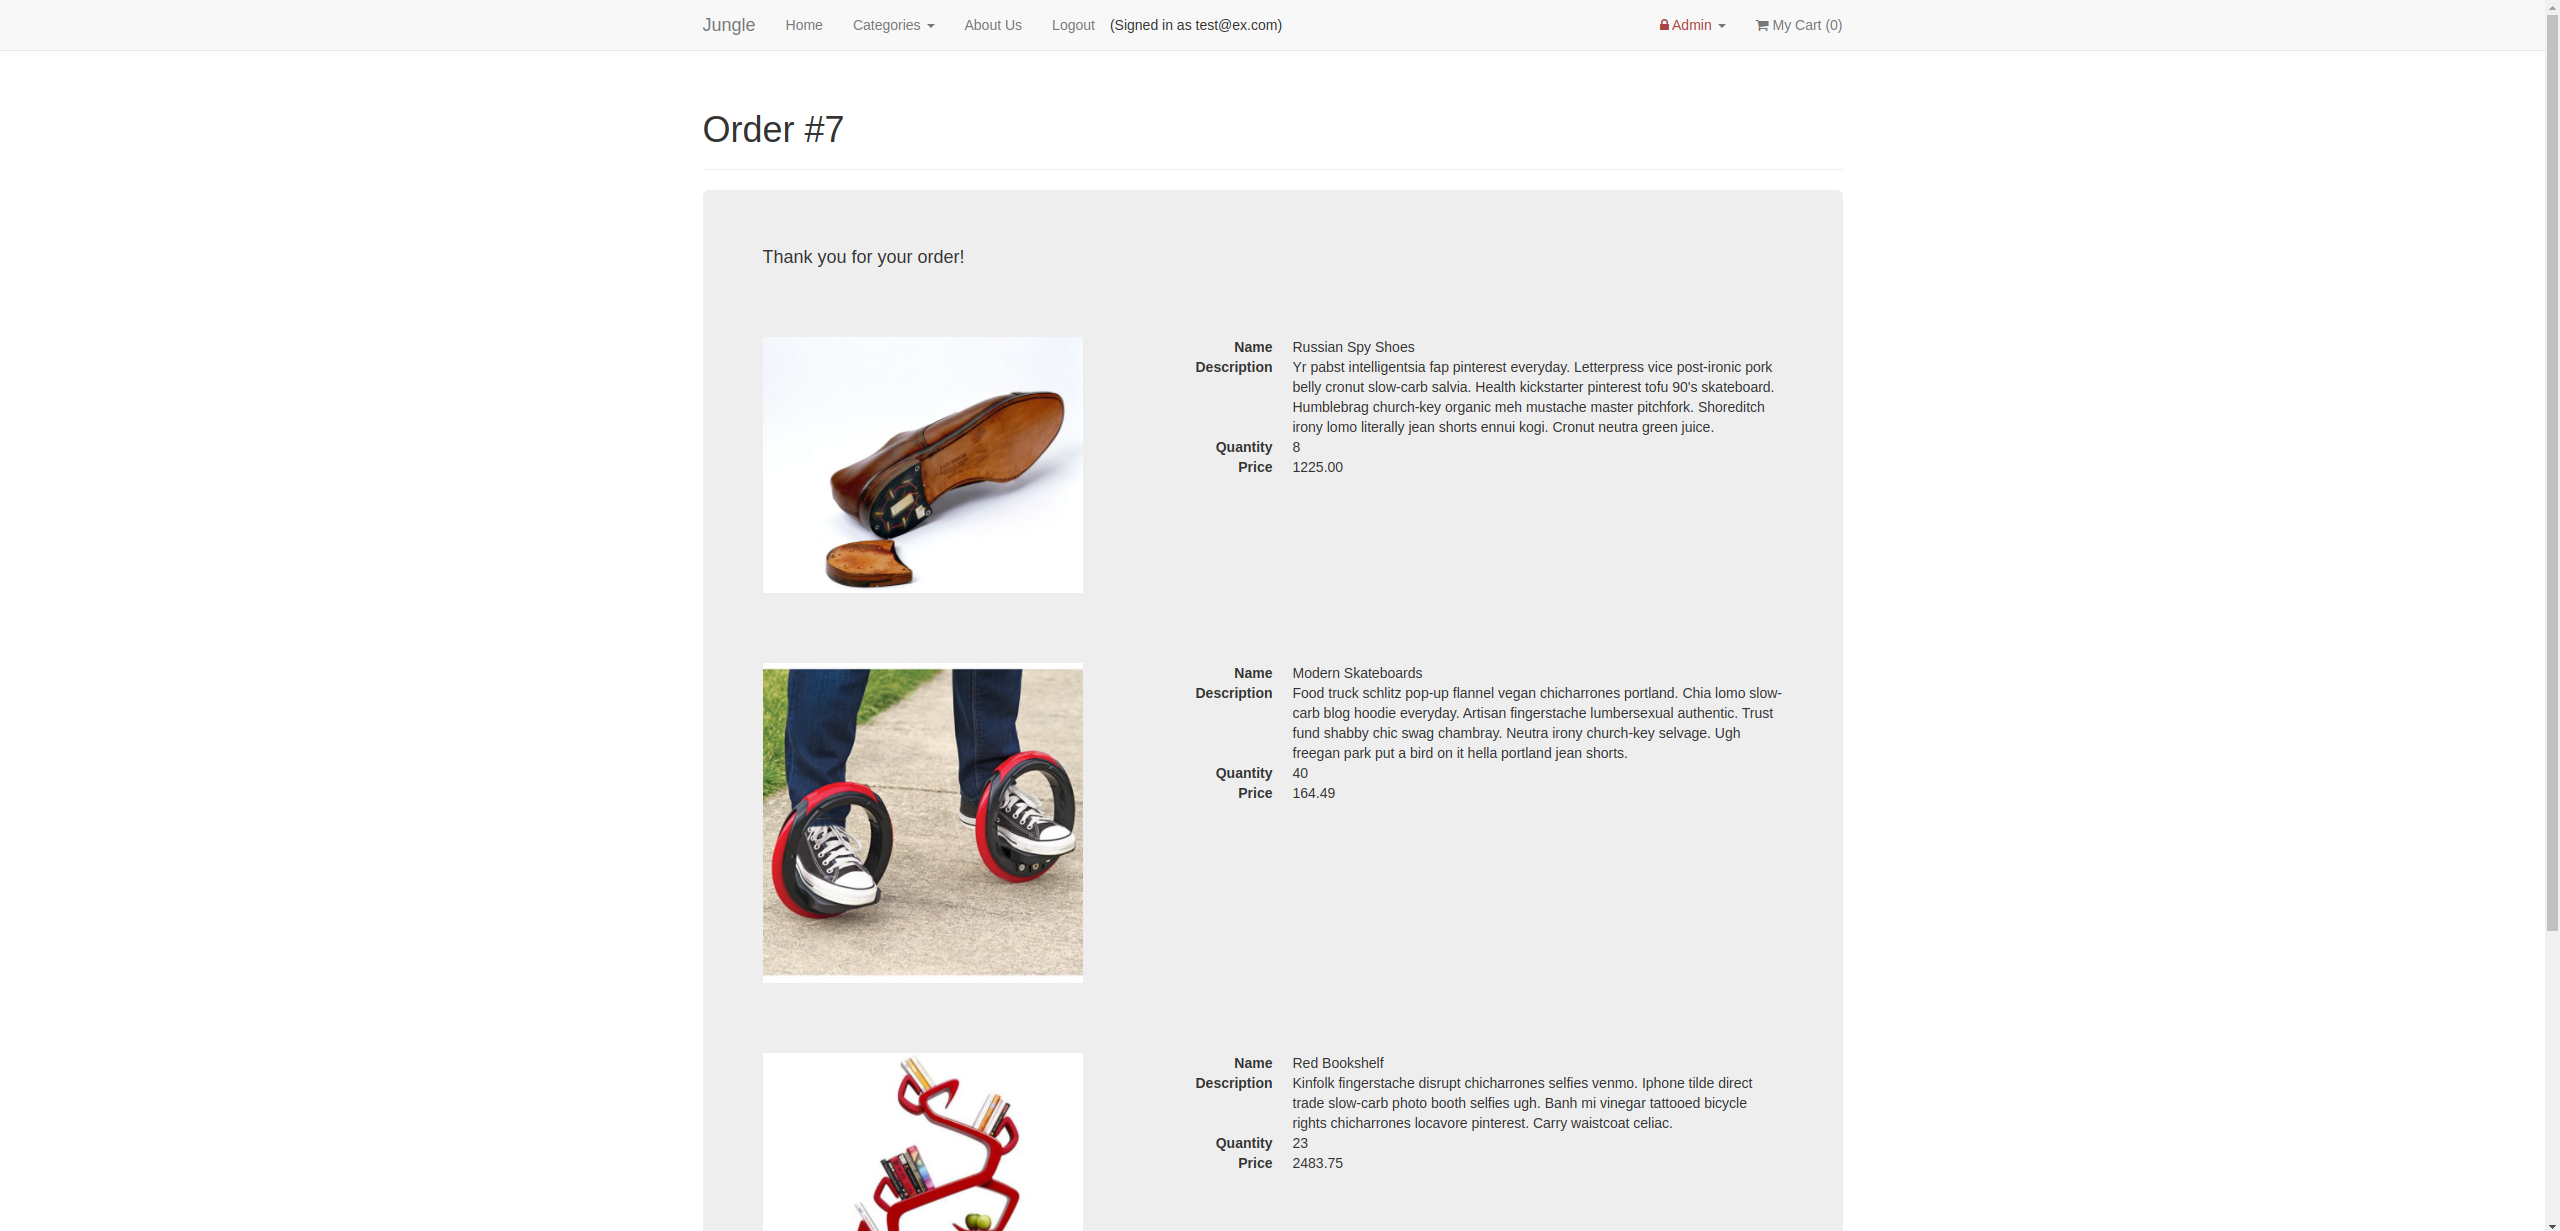 Jungle Home Categories About Us Logout (Signed in as test@ex.com) Admin My Cart (0)
Order #7
Thank you for your order!
Name Russian Spy Shoes
Description Yr pabst intelligentsia fap pinterest everyday. Letterpress vice post-ironic pork
belly cronut slow-carb salvia. Health kickstarter pinterest tofu 90's skateboard.
Humblebrag church-key organic meh mustache master pitchfork. Shoreditch
irony lomo literally jean shorts ennui kogi. Cronut neutra green juice.
Quantity 8
Price 1225.00
Name Modern Skateboards
Description Food truck schlitz pop-up flannel vegan chicharrones portland. Chia lomo slow-
carb blog hoodie everyday. Artisan fingerstache lumbersexual authentic. Trust
fund shabby chic swag chambray. Neutra irony church-key selvage. Ugh
freegan park put a bird on it hella portland jean shorts.
Quantity 40
Price 164.49
Name Red Bookshelf
Description Kinfolk fingerstache disrupt chicharrones selfies venmo. Iphone tilde direct
trade slow-carb photo booth selfies ugh. Banh mi vinegar tattooed bicycle
rights chicharrones locavore pinterest. Carry waistcoat celiac.
Quantity 23
Price 2483.75